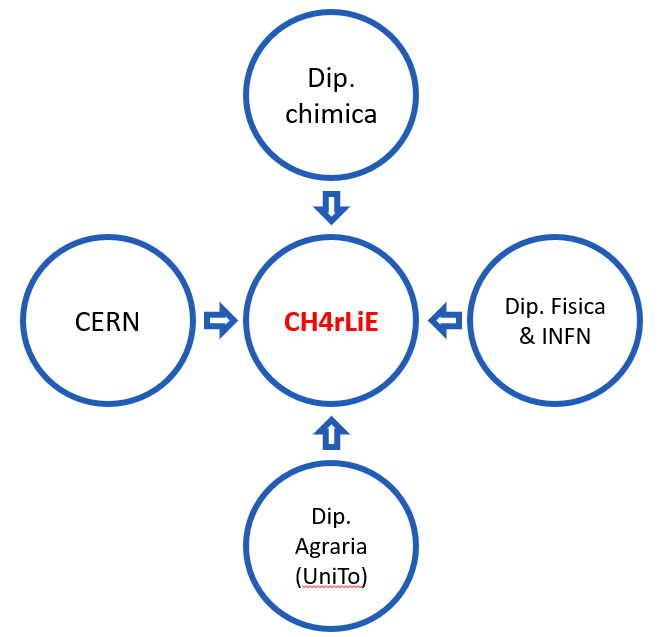 Dip.
chimica
CERN
CH4rLiE
Dip. Fisica
& INFN
Dip.
Agraria
(UniTo)